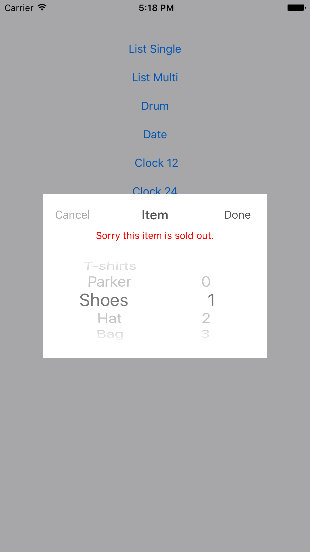 Carrier 5:18 PM
List Single
List Multi
Drum
Date
Clock 12
Clock 24
Cancel Item Done
Sorry this item is sold out.
T-shirts
Parker 0
Shoes 1
Hat 2
Bag 3